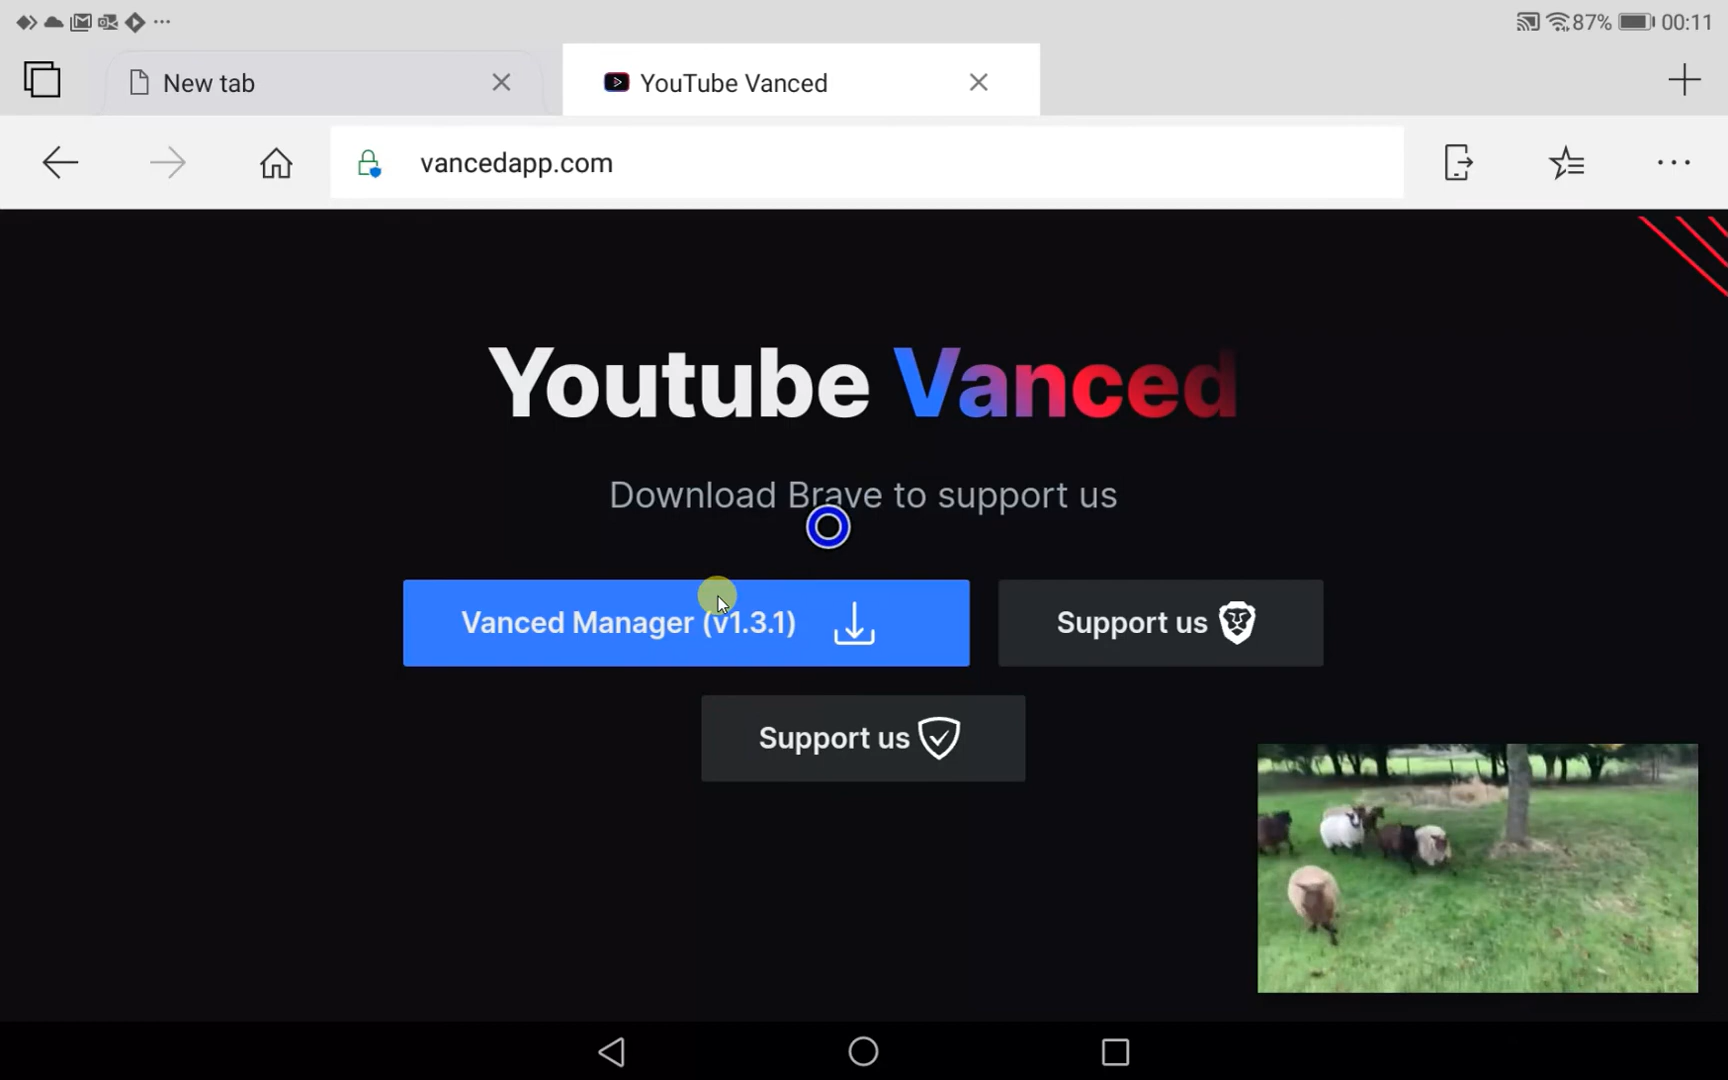 87% 00:11
New tab
YouTube Vanced
vancedapp.com
Youtube Vanced
Download Brave to support us
Vanced Manager (v1.3.1)
Support us
Support us